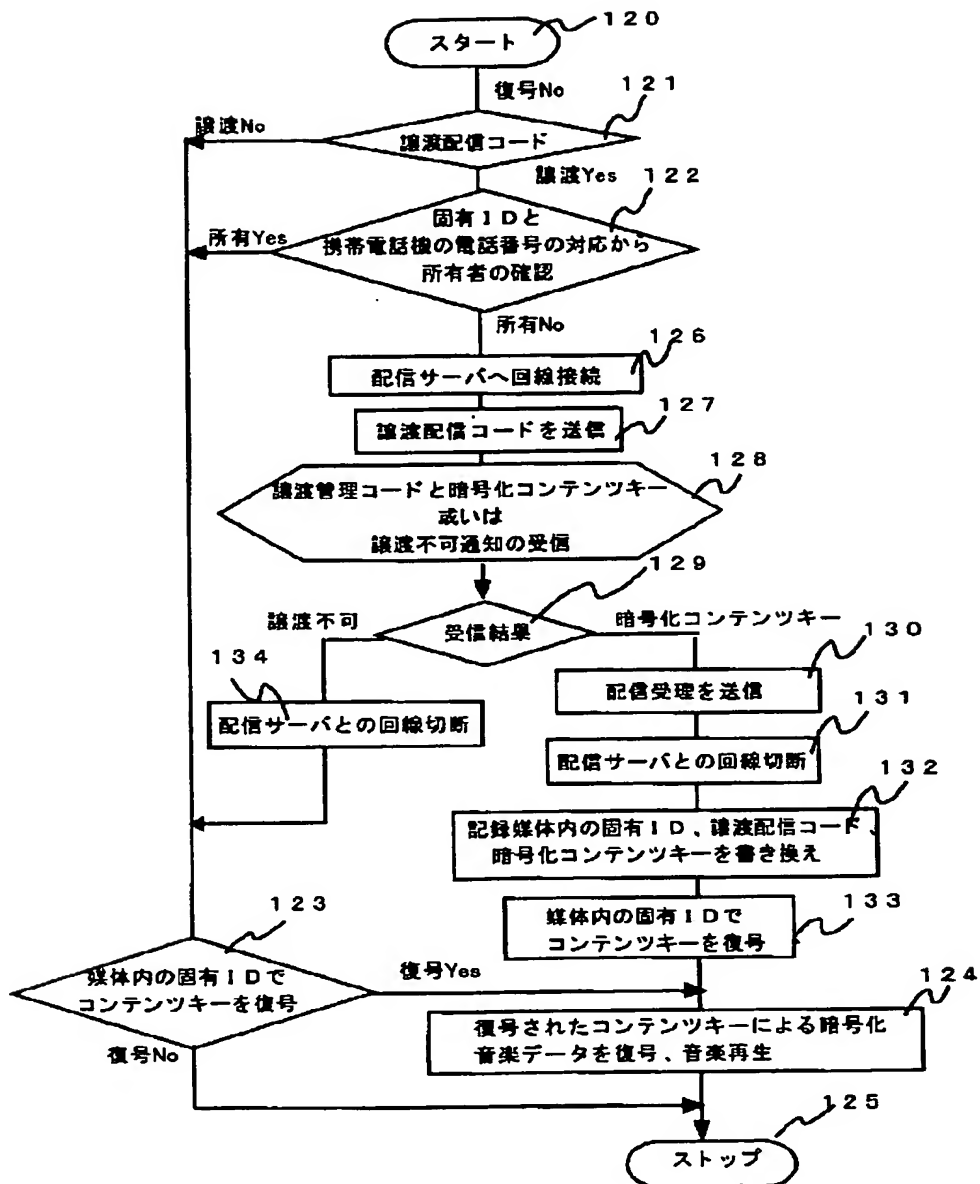 120
スタート
復号No
121
譲渡No
譲渡配信コード
譲渡Yes
122
固有IDと
携帯電話機の電話番号の対応から
所有者の確認
所有Yes
所有No
126
配信サーバへ回線接続
127
譲渡配信コードを送信
128
譲渡管理コードと暗号化コンテンツキー
或いは
譲渡不可通知の受信
129
譲渡不可
受信結果
暗号化コンテンツキー
134
130
配信受理を送信
配信サーバとの回線切断
131
配信サーバとの回線切断
132
記録媒体内の固有ID、譲渡配信コード
暗号化コンテンツキーを書き換え
133
媒体内の固有IDで
コンテンツキーを復号
123
媒体内の固有IDで
コンテンツキーを復号
復号Yes
124
復号されたコンテンツキーによる暗号化
音楽データを復号、音楽再生
復号No
125
ストップ